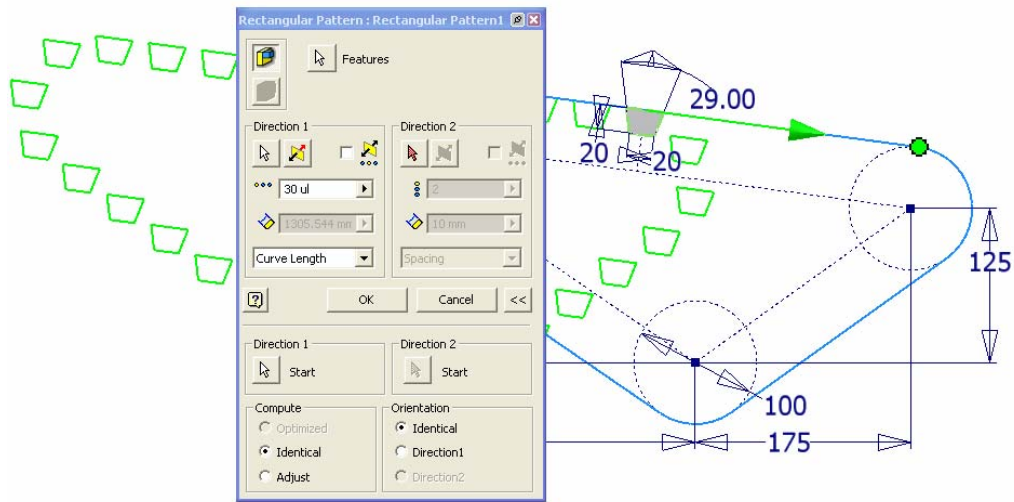 Rectangular Pattern : Rectangular Pattern1
Features
Direction 1
Direction 2
30 ul
2
1305.544 mm
10 mm
Curve Length
Spacing
OK
Cancel
<<
Direction 1
Direction 2
Start
Start
Compute
Orientation
Optimized
Identical
Identical
Direction1
Adjust
Direction2
29.00
20
20
125
100
175